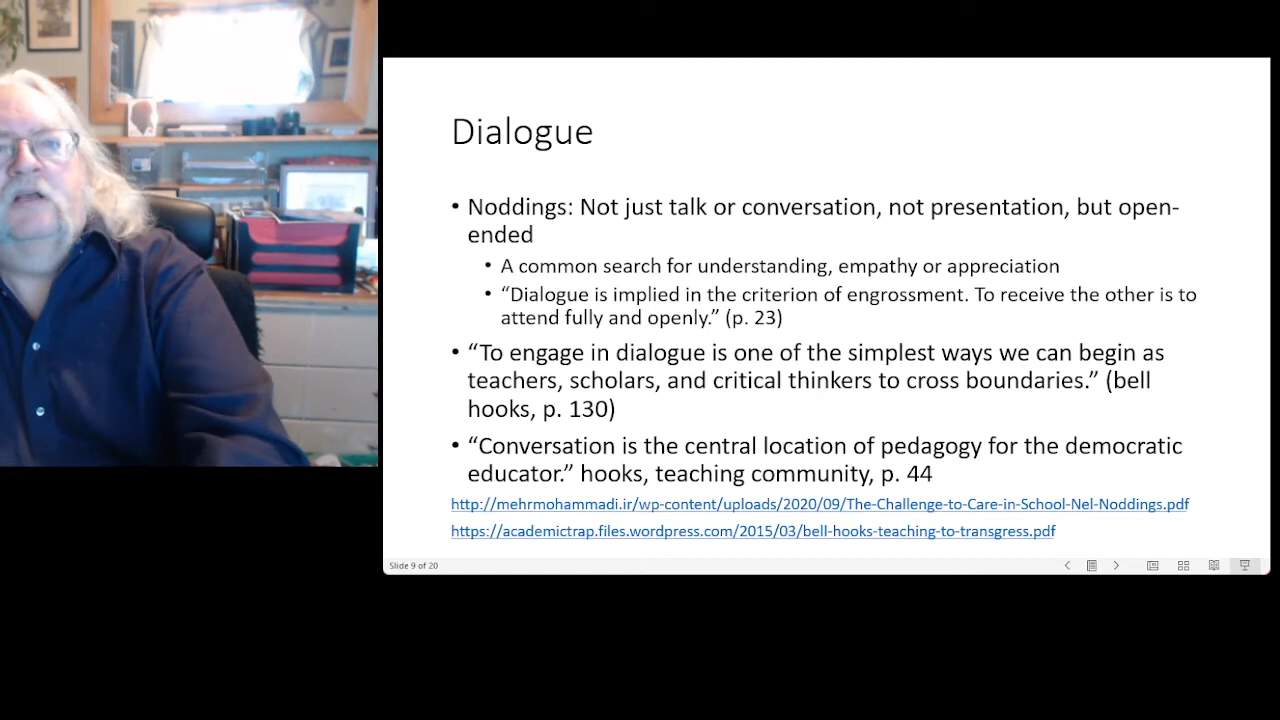 Dialogue
• Noddings: Not just talk or conversation, not presentation, but open-
ended
• A common search for understanding, empathy or appreciation
• “Dialogue is implied in the criterion of engrossment. To receive the other is to
attend fully and openly.” (p. 23)
• “To engage in dialogue is one of the simplest ways we can begin as
teachers, scholars, and critical thinkers to cross boundaries.” (bell
hooks, p. 130)
• “Conversation is the central location of pedagogy for the democratic
educator.” hooks, teaching community, p. 44
http://mehrmohammadi.ir/wp-content/uploads/2020/09/The-Challenge-to-Care-in-School-Nel-Noddings.pdf
https://academictrap.files.wordpress.com/2015/03/bell-hooks-teaching-to-transgress.pdf
Slide 9 of 20